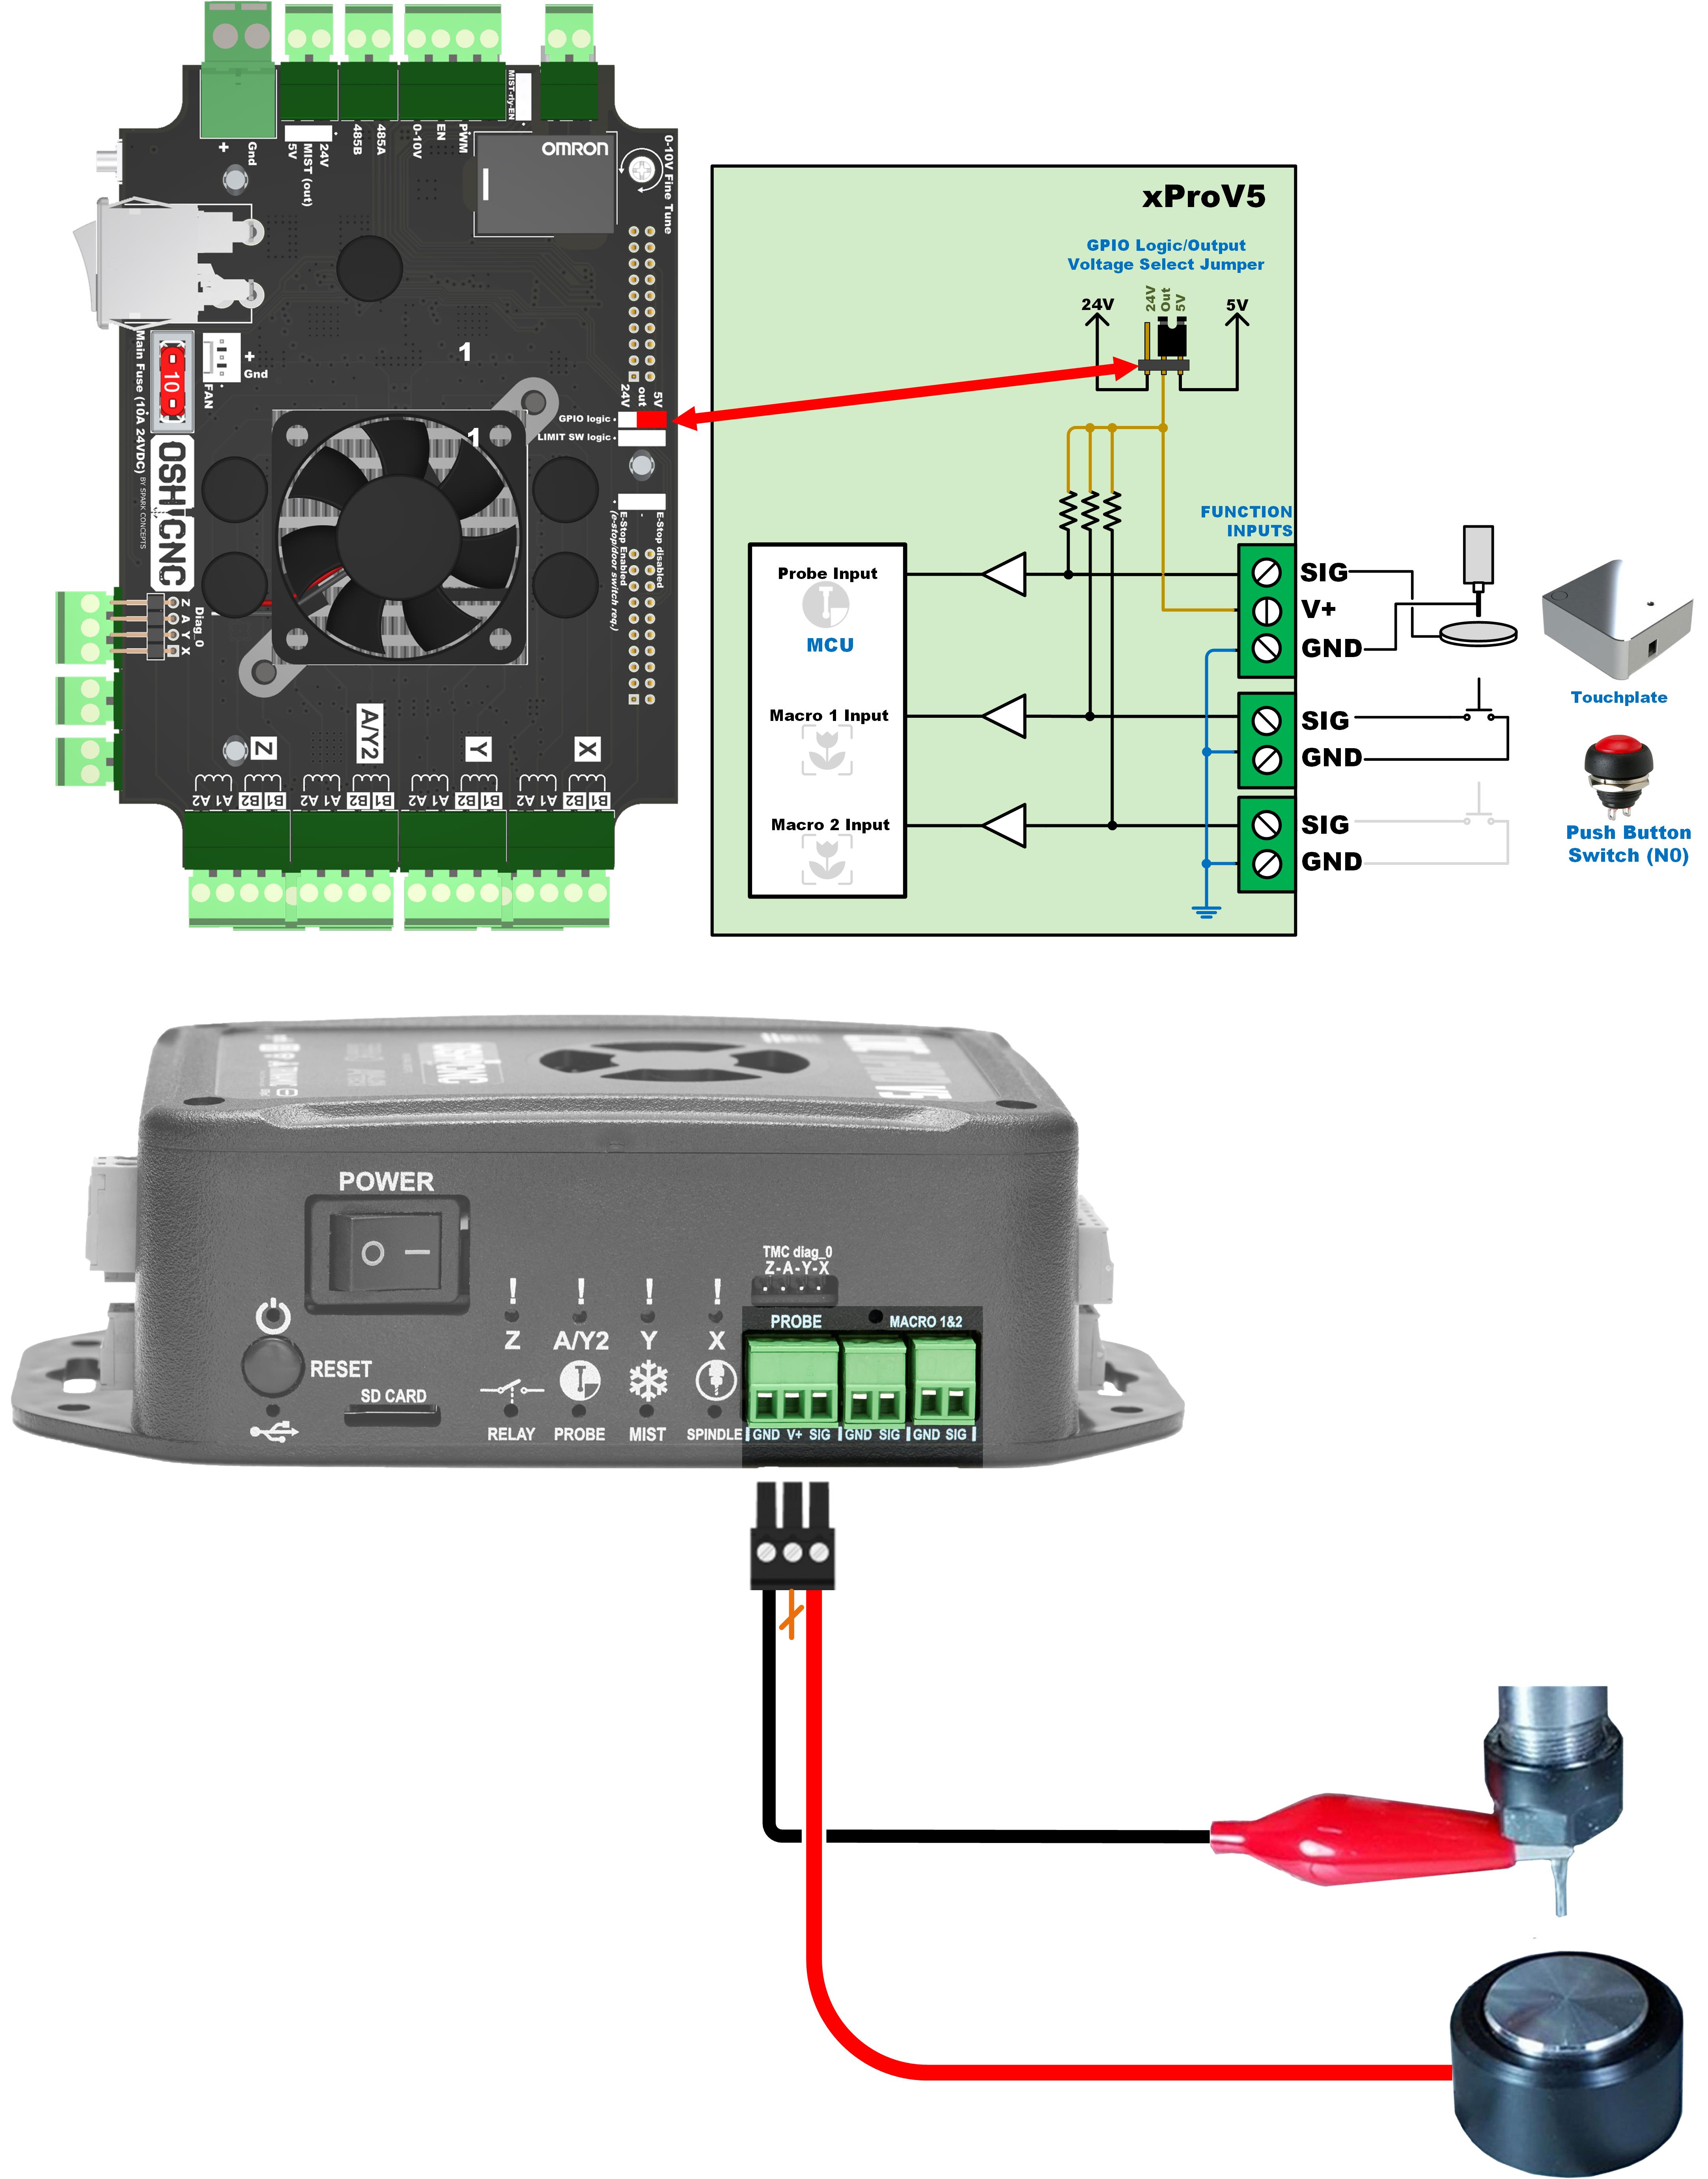 MIST-rly-EN
0-10V Fine Tune
+
Gnd
5V
MIST (out)
24V
485B
485A
0-10V
EN
PWM
OMRON
1
+
Gnd
FAN
10
Main Fuse (10A 24VDC)
OSHCNC
BY SPARK CONCEPTS
24V
out
5V
GPIO logic
LIMIT SW logic
1
E-Stop disabled
E-Stop Enabled
(e-stop/door switch req.)
Diag_0
Z
A
Y
X
Z
A/Y2
Y
X
A2 A1 B2 B1
A2 A1 B2 B1
A2 A1 B2 B1
A2 A1 B2 B1
xProV5
GPIO Logic/Output
Voltage Select Jumper
24V
24V
Out
5V
5V
FUNCTION
INPUTS
Probe Input
MCU
Macro 1 Input
Macro 2 Input
SIG
V+
GND
SIG
GND
SIG
GND
Touchplate
Push Button
Switch (N0)
V5
OSHCNC
POWER
RESET
SD CARD
TMC diag_0
Z-A-Y-X
! ! ! !
Z A/Y2 Y X
RELAY PROBE MIST SPINDLE
PROBE MACRO 1&2
GND V+ SIG GND SIG GND SIG